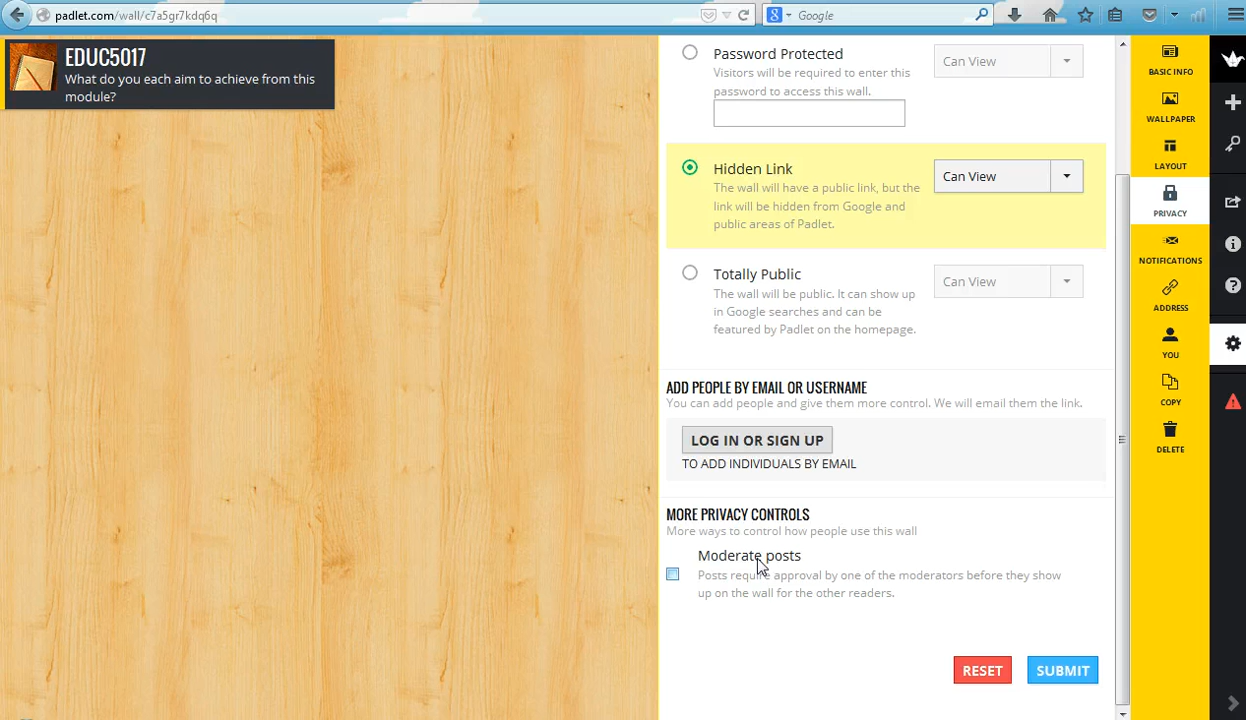 padlet.com/wall/c7a5gr7kdq6q
Google
EDUC5017
What do you each aim to achieve from this
module?
Password Protected
Can View
Visitors will be required to enter this
password to access this wall.
Hidden Link
Can View
The wall will have a public link, but the
link will be hidden from Google and
public areas of Padlet.
Totally Public
Can View
The wall will be public. It can show up
in Google searches and can be
featured by Padlet on the homepage.
ADD PEOPLE BY EMAIL OR USERNAME
You can add people and give them more control. We will email them the link.
LOG IN OR SIGN UP
TO ADD INDIVIDUALS BY EMAIL
MORE PRIVACY CONTROLS
More ways to control how people use this wall
Moderate posts
Posts require approval by one of the moderators before they show
up on the wall for the other readers.
RESET
SUBMIT
BASIC INFO
WALLPAPER
LAYOUT
PRIVACY
NOTIFICATIONS
ADDRESS
YOU
COPY
DELETE